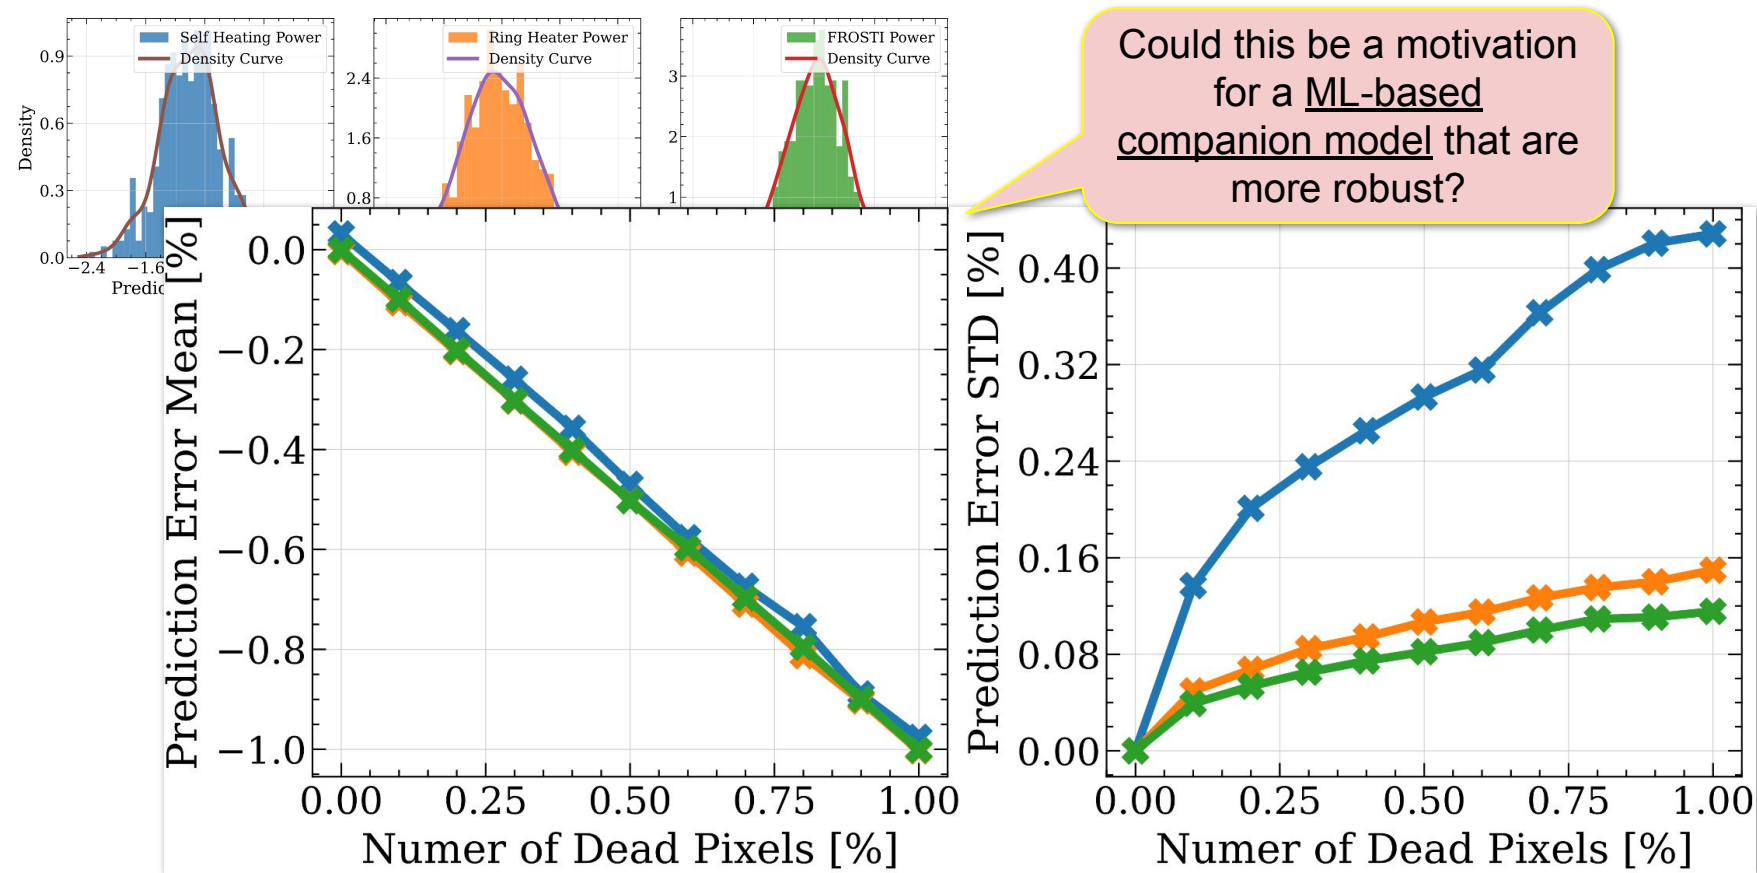 Could this be a motivation
for a ML-based
companion model that are
more robust?
Self Heating Power
Density Curve
Density
0.9
0.6
0.3
0.0
−2.4
−1.6
Ring Heater Power
Density Curve
2.4
1.6
0.8
FROSTI Power
Density Curve
3
2
1
Prediction Error Mean [%]
0.0
−0.2
−0.4
−0.6
−0.8
−1.0
0.00 0.25 0.50 0.75 1.00
Numer of Dead Pixels [%]
Prediction Error STD [%]
0.40
0.32
0.24
0.16
0.08
0.00
0.00 0.25 0.50 0.75 1.00
Numer of Dead Pixels [%]